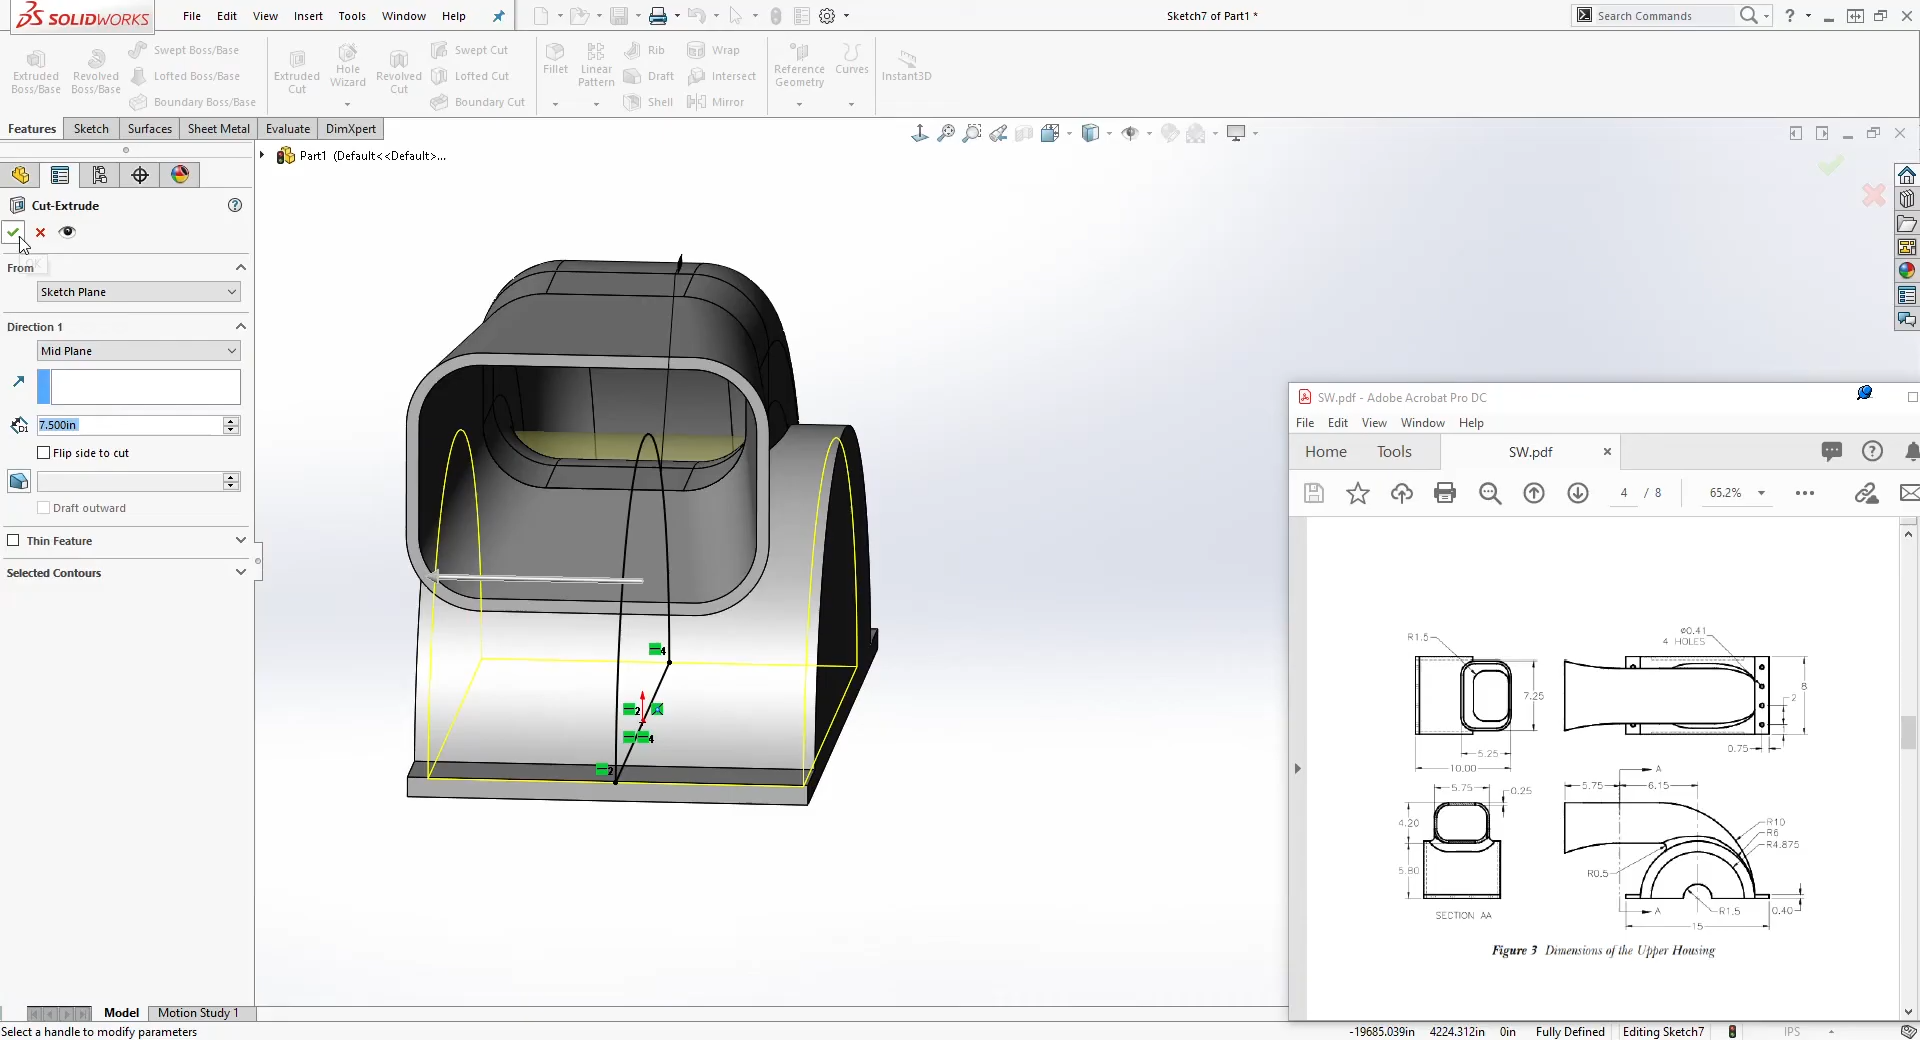 SOLIDWORKS
File Edit View Insert Tools Window Help
Sketch7 of Part1 *
Search Commands
Extruded Boss/Base
Revolved Boss/Base
Swept Boss/Base
Lofted Boss/Base
Boundary Boss/Base
Extruded Cut
Hole Wizard
Revolved Cut
Swept Cut
Lofted Cut
Boundary Cut
Fillet
Linear Pattern
Rib
Draft
Shell
Wrap
Intersect
Mirror
Reference Geometry
Curves
Instant3D
Features Sketch Surfaces Sheet Metal Evaluate DimXpert
Part1 (Default<<Default>...
Cut-Extrude
OK
From
Sketch Plane
Direction 1
Mid Plane
D1
7.500in
Flip side to cut
Draft outward
Thin Feature
Selected Contours
4
2
4
2
SW.pdf - Adobe Acrobat Pro DC
File Edit View Window Help
Home Tools SW.pdf
4 / 8 65.2%
R1.5
ø0.41
4 HOLES
7.25
8
2
5.25
10.00
0.75
A
5.75
0.25
5.75
6.15
4.20
R10
R6
R4.875
5.80
R0.5
A
R1.5
0.40
15
SECTION AA
Figure 3 Dimensions of the Upper Housing
Model Motion Study 1
Select a handle to modify parameters
-19685.039in 4224.312in 0in Fully Defined Editing Sketch7 IPS